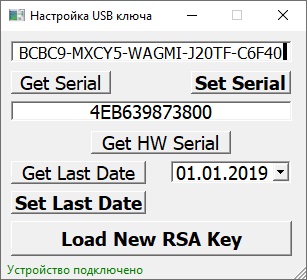 Настройка USB ключа
BCBC9-MXCY5-WAGMI-J20TF-C6F40
Get Serial Set Serial
4EB639873800
Get HW Serial
Get Last Date 01.01.2019
Set Last Date
Load New RSA Key
Устройство подключено